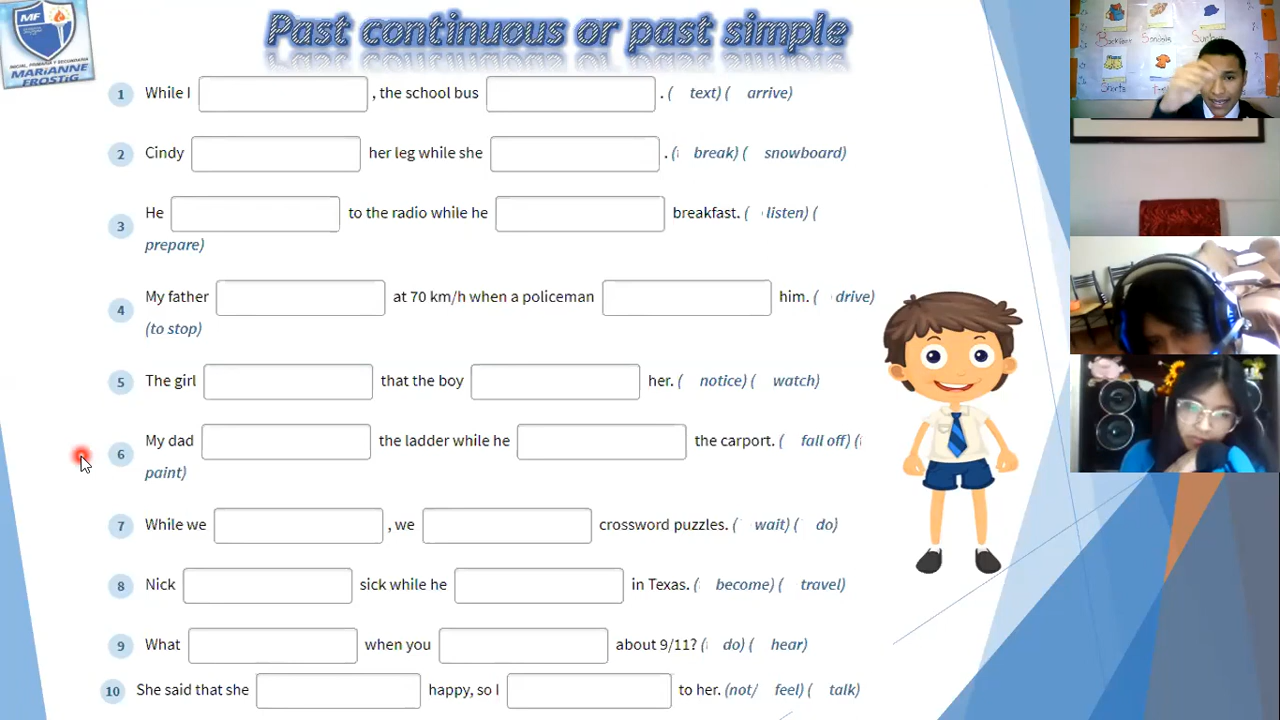 Past continuous or past simple
MF
INICIAL, PRIMARIA Y SECUNDARIA
MARIANNE
FROSTIG
1 While I , the school bus . ( text) ( arrive)
2 Cindy her leg while she . ( break) ( snowboard)
3 He to the radio while he breakfast. ( listen) (
prepare)
4 My father at 70 km/h when a policeman him. ( drive)
(to stop)
5 The girl that the boy her. ( notice) ( watch)
6 My dad the ladder while he the carport. ( fall off) (
paint)
7 While we , we crossword puzzles. ( wait) ( do)
8 Nick sick while he in Texas. ( become) ( travel)
9 What when you about 9/11? ( do) ( hear)
10 She said that she happy, so I to her. (not/ feel) ( talk)
Sandals
Shorts